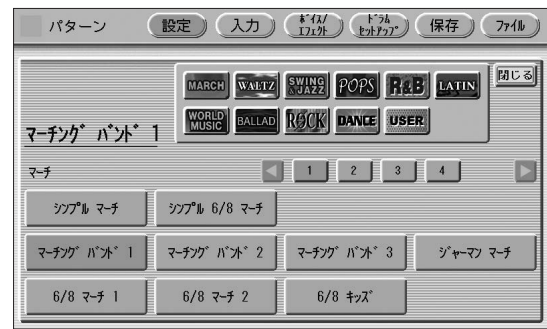 パターン 設定 入力 ﾎﾞｲｽ/ｴﾌｪｸﾄ ﾄﾞﾗﾑｾｯﾄｱｯﾌﾟ 保存 ﾌｧｲﾙ
MARCH WALTZ SWING & JAZZ POPS R&B LATIN 閉じる
WORLD MUSIC BALLAD ROCK DANCE USER
ﾏｰﾁﾝｸﾞ ﾊﾞﾝﾄﾞ 1
ﾏｰﾁ 1 2 3 4
ｼﾝﾌﾟﾙ ﾏｰﾁ ｼﾝﾌﾟﾙ 6/8 ﾏｰﾁ
ﾏｰﾁﾝｸﾞ ﾊﾞﾝﾄﾞ 1 ﾏｰﾁﾝｸﾞ ﾊﾞﾝﾄﾞ 2 ﾏｰﾁﾝｸﾞ ﾊﾞﾝﾄﾞ 3 ｼﾞｬｰﾏﾝ ﾏｰﾁ
6/8 ﾏｰﾁ 1 6/8 ﾏｰﾁ 2 6/8 ｷｯｽﾞ